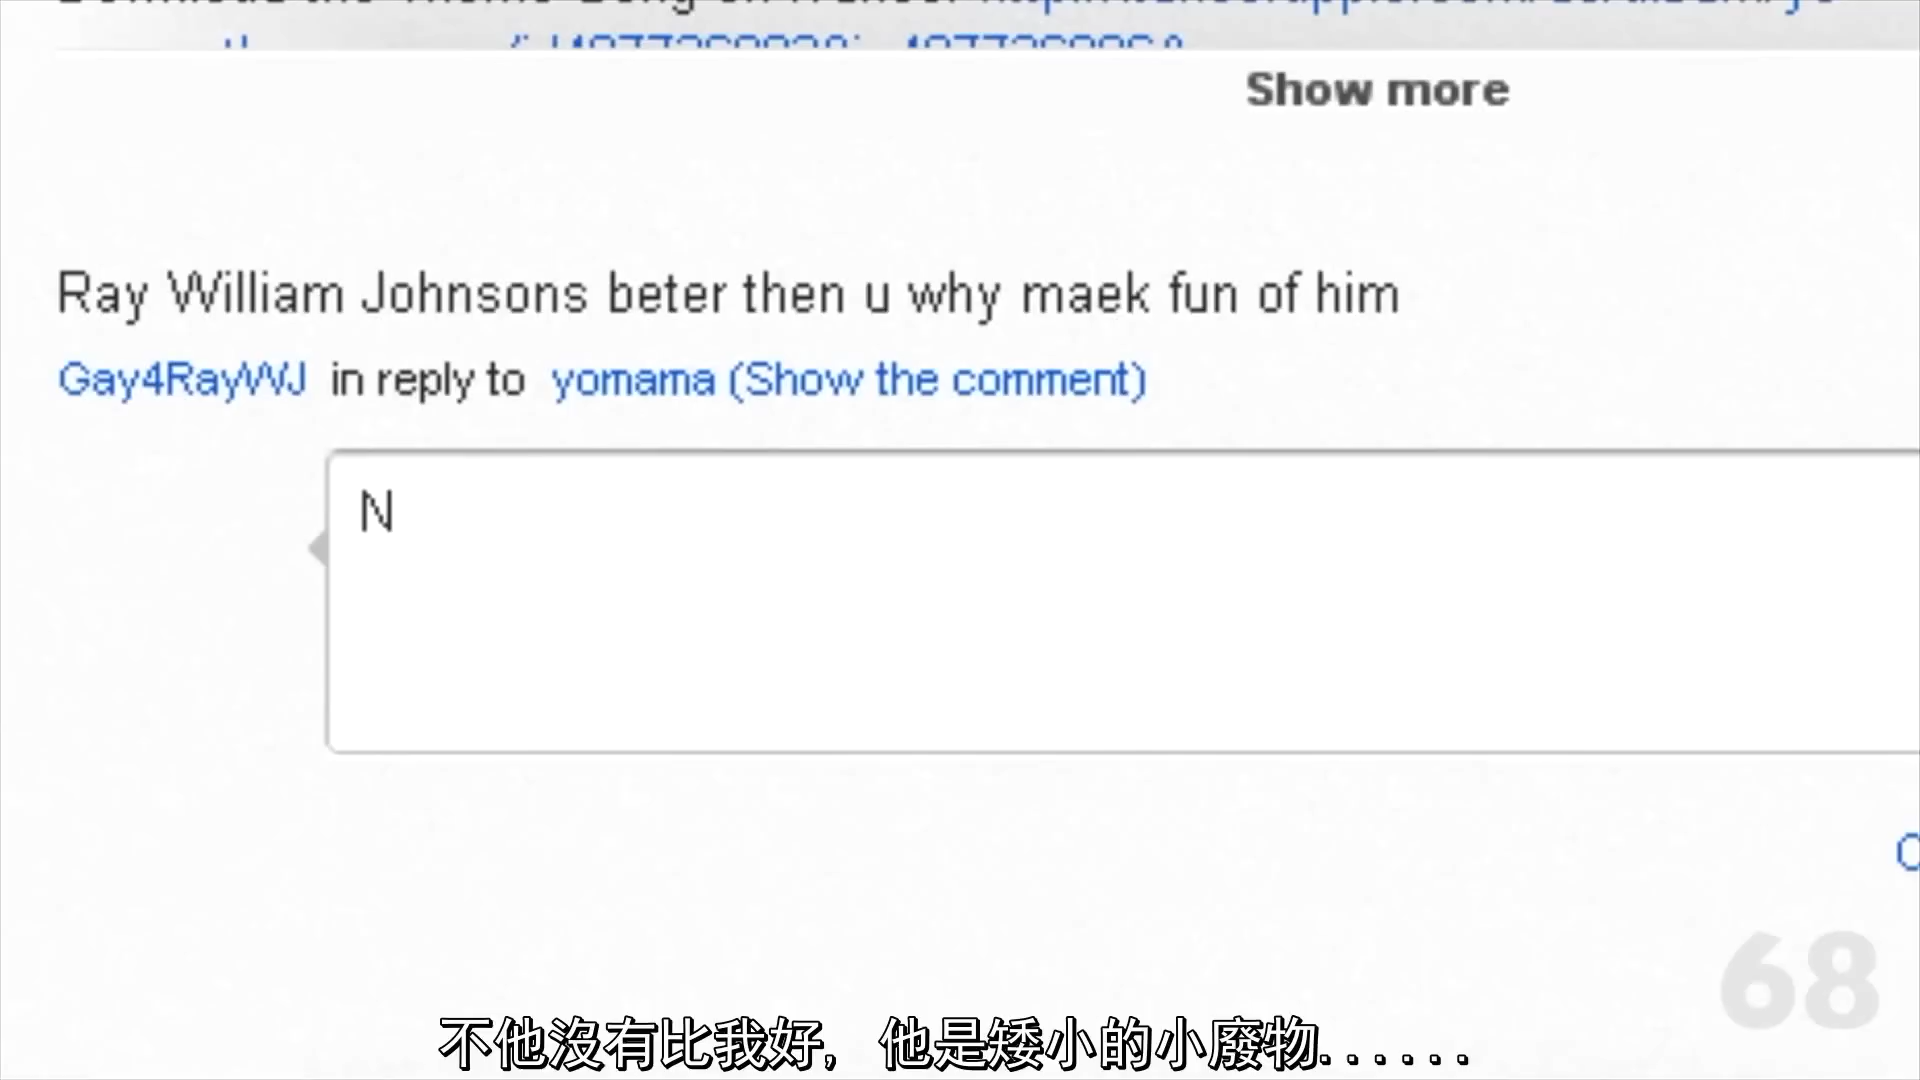 Show more
Ray William Johnsons beter then u why maek fun of him
Gay4RayWJ in reply to yomama (Show the comment)
N
68
不他沒有比我好, 他是矮小的小廢物......